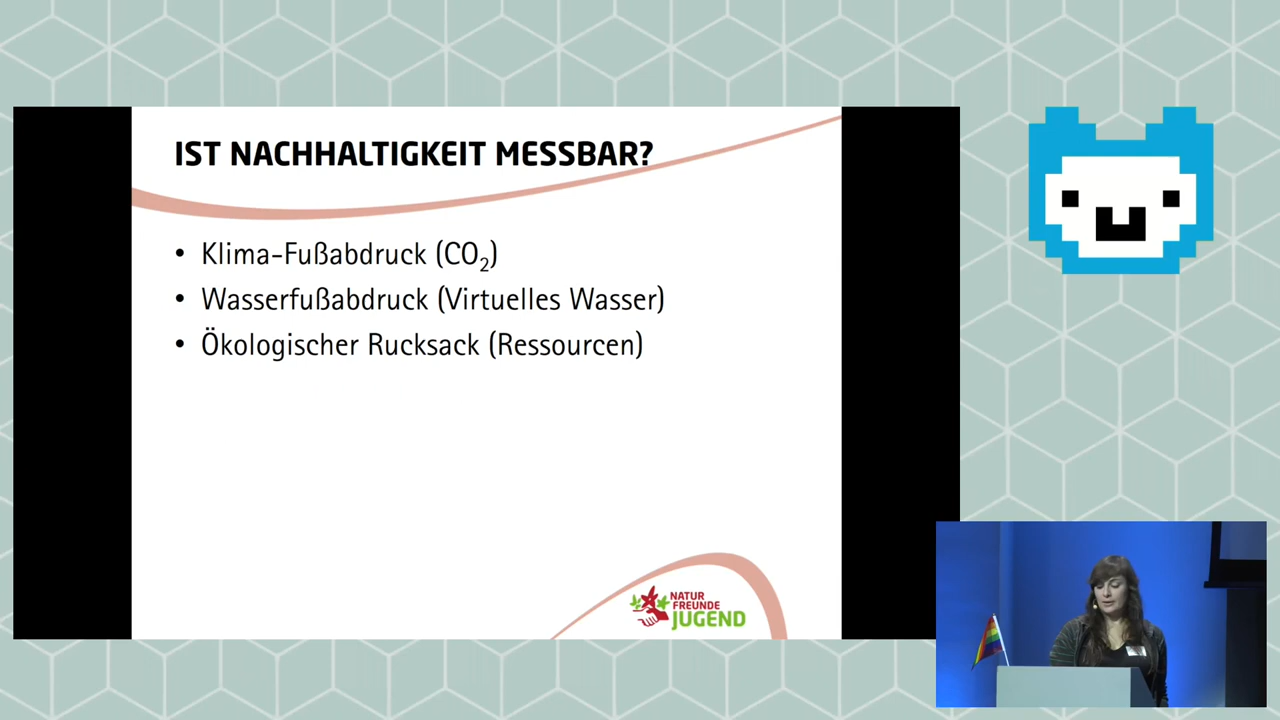 IST NACHHALTIGKEIT MESSBAR?
• Klima-Fußabdruck (CO₂)
• Wasserfußabdruck (Virtuelles Wasser)
• Ökologischer Rucksack (Ressourcen)
NATUR
FREUNDE
JUGEND